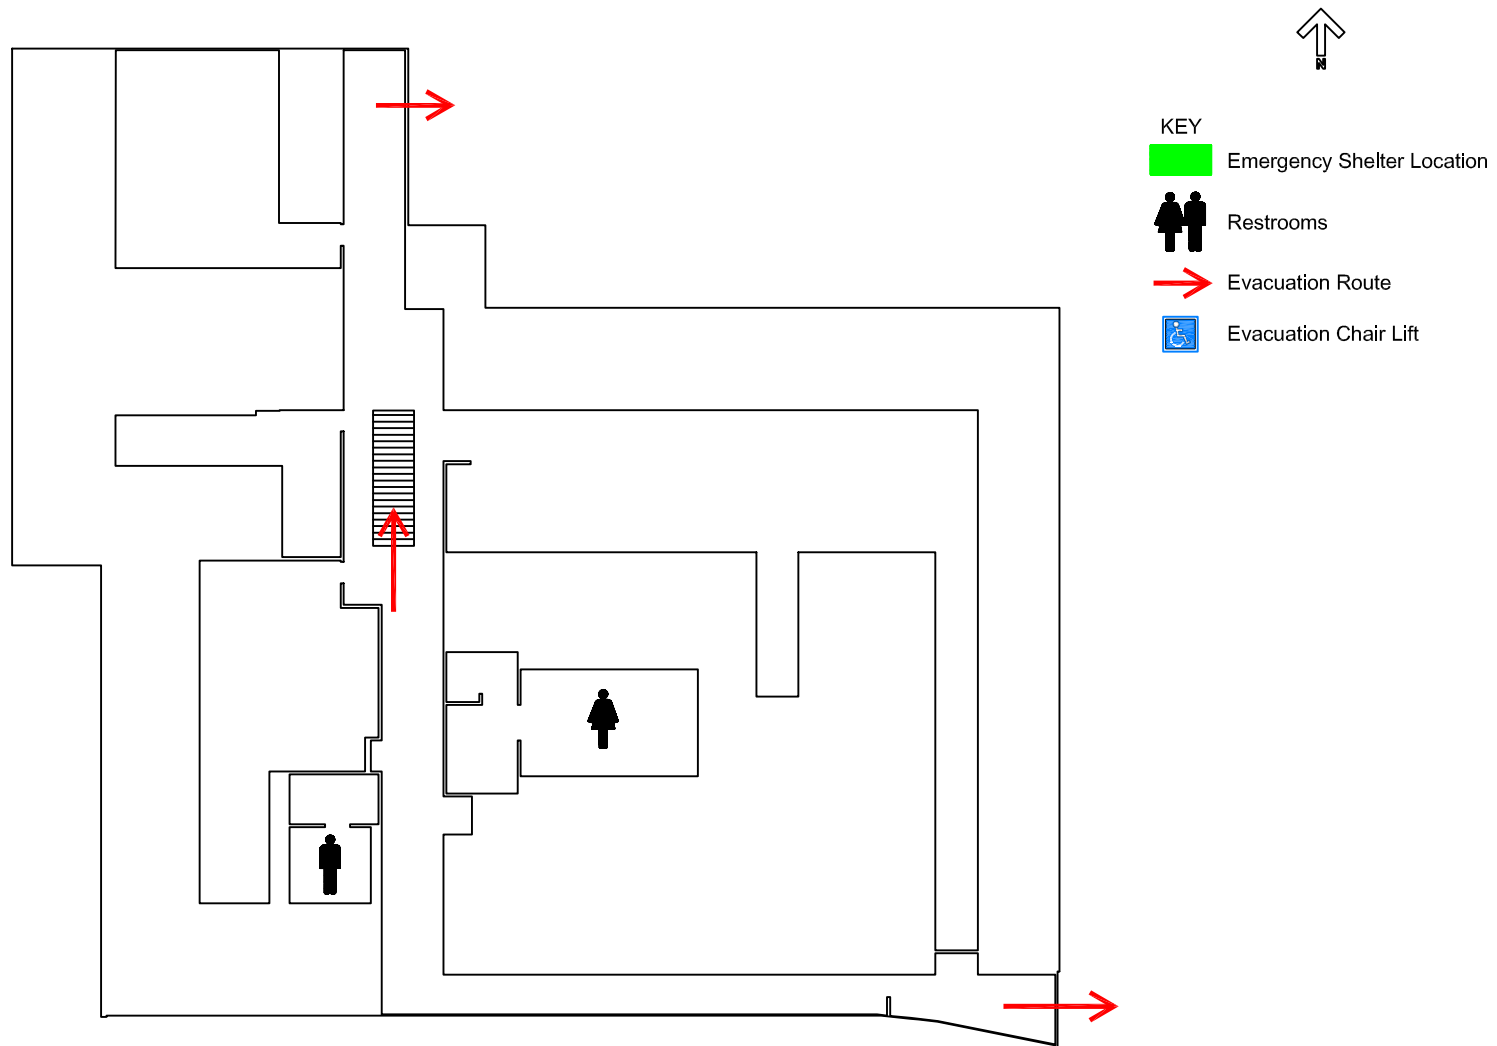 N
KEY
Emergency Shelter Location
Restrooms
Evacuation Route
Evacuation Chair Lift